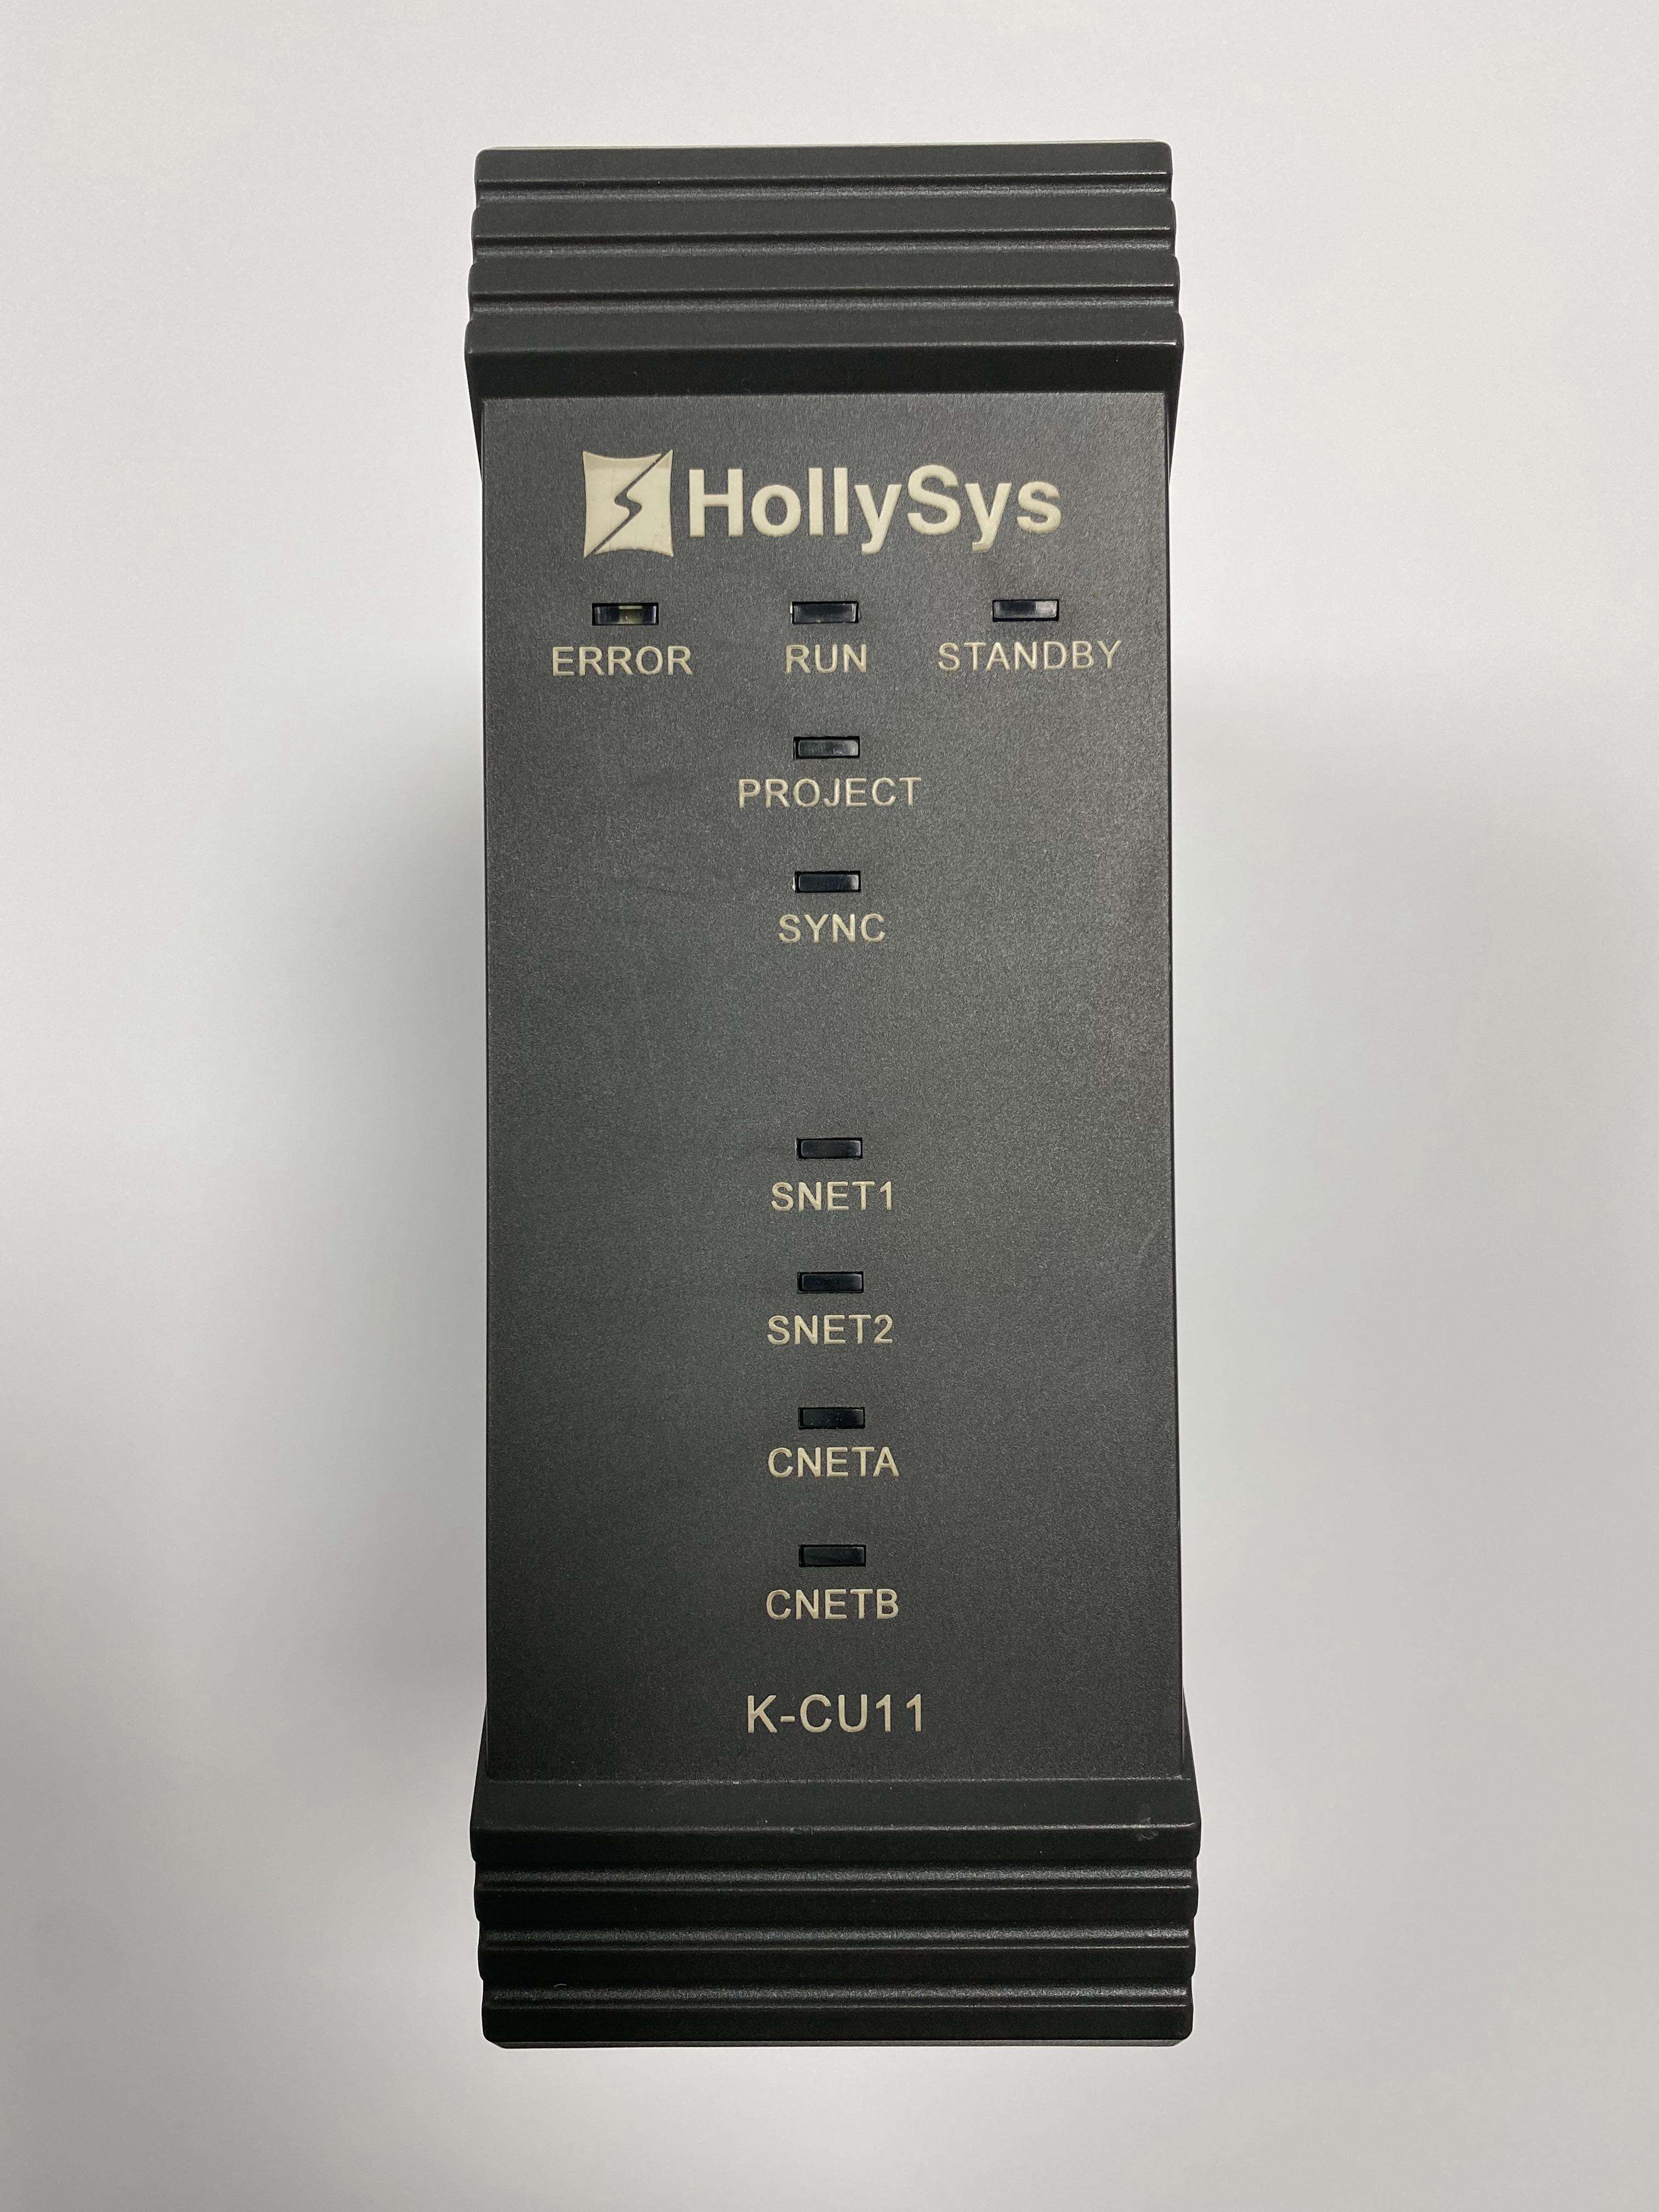 HollySys
ERROR RUN STANDBY
PROJECT
SYNC
SNET1
SNET2
CNETA
CNETB
K-CU11